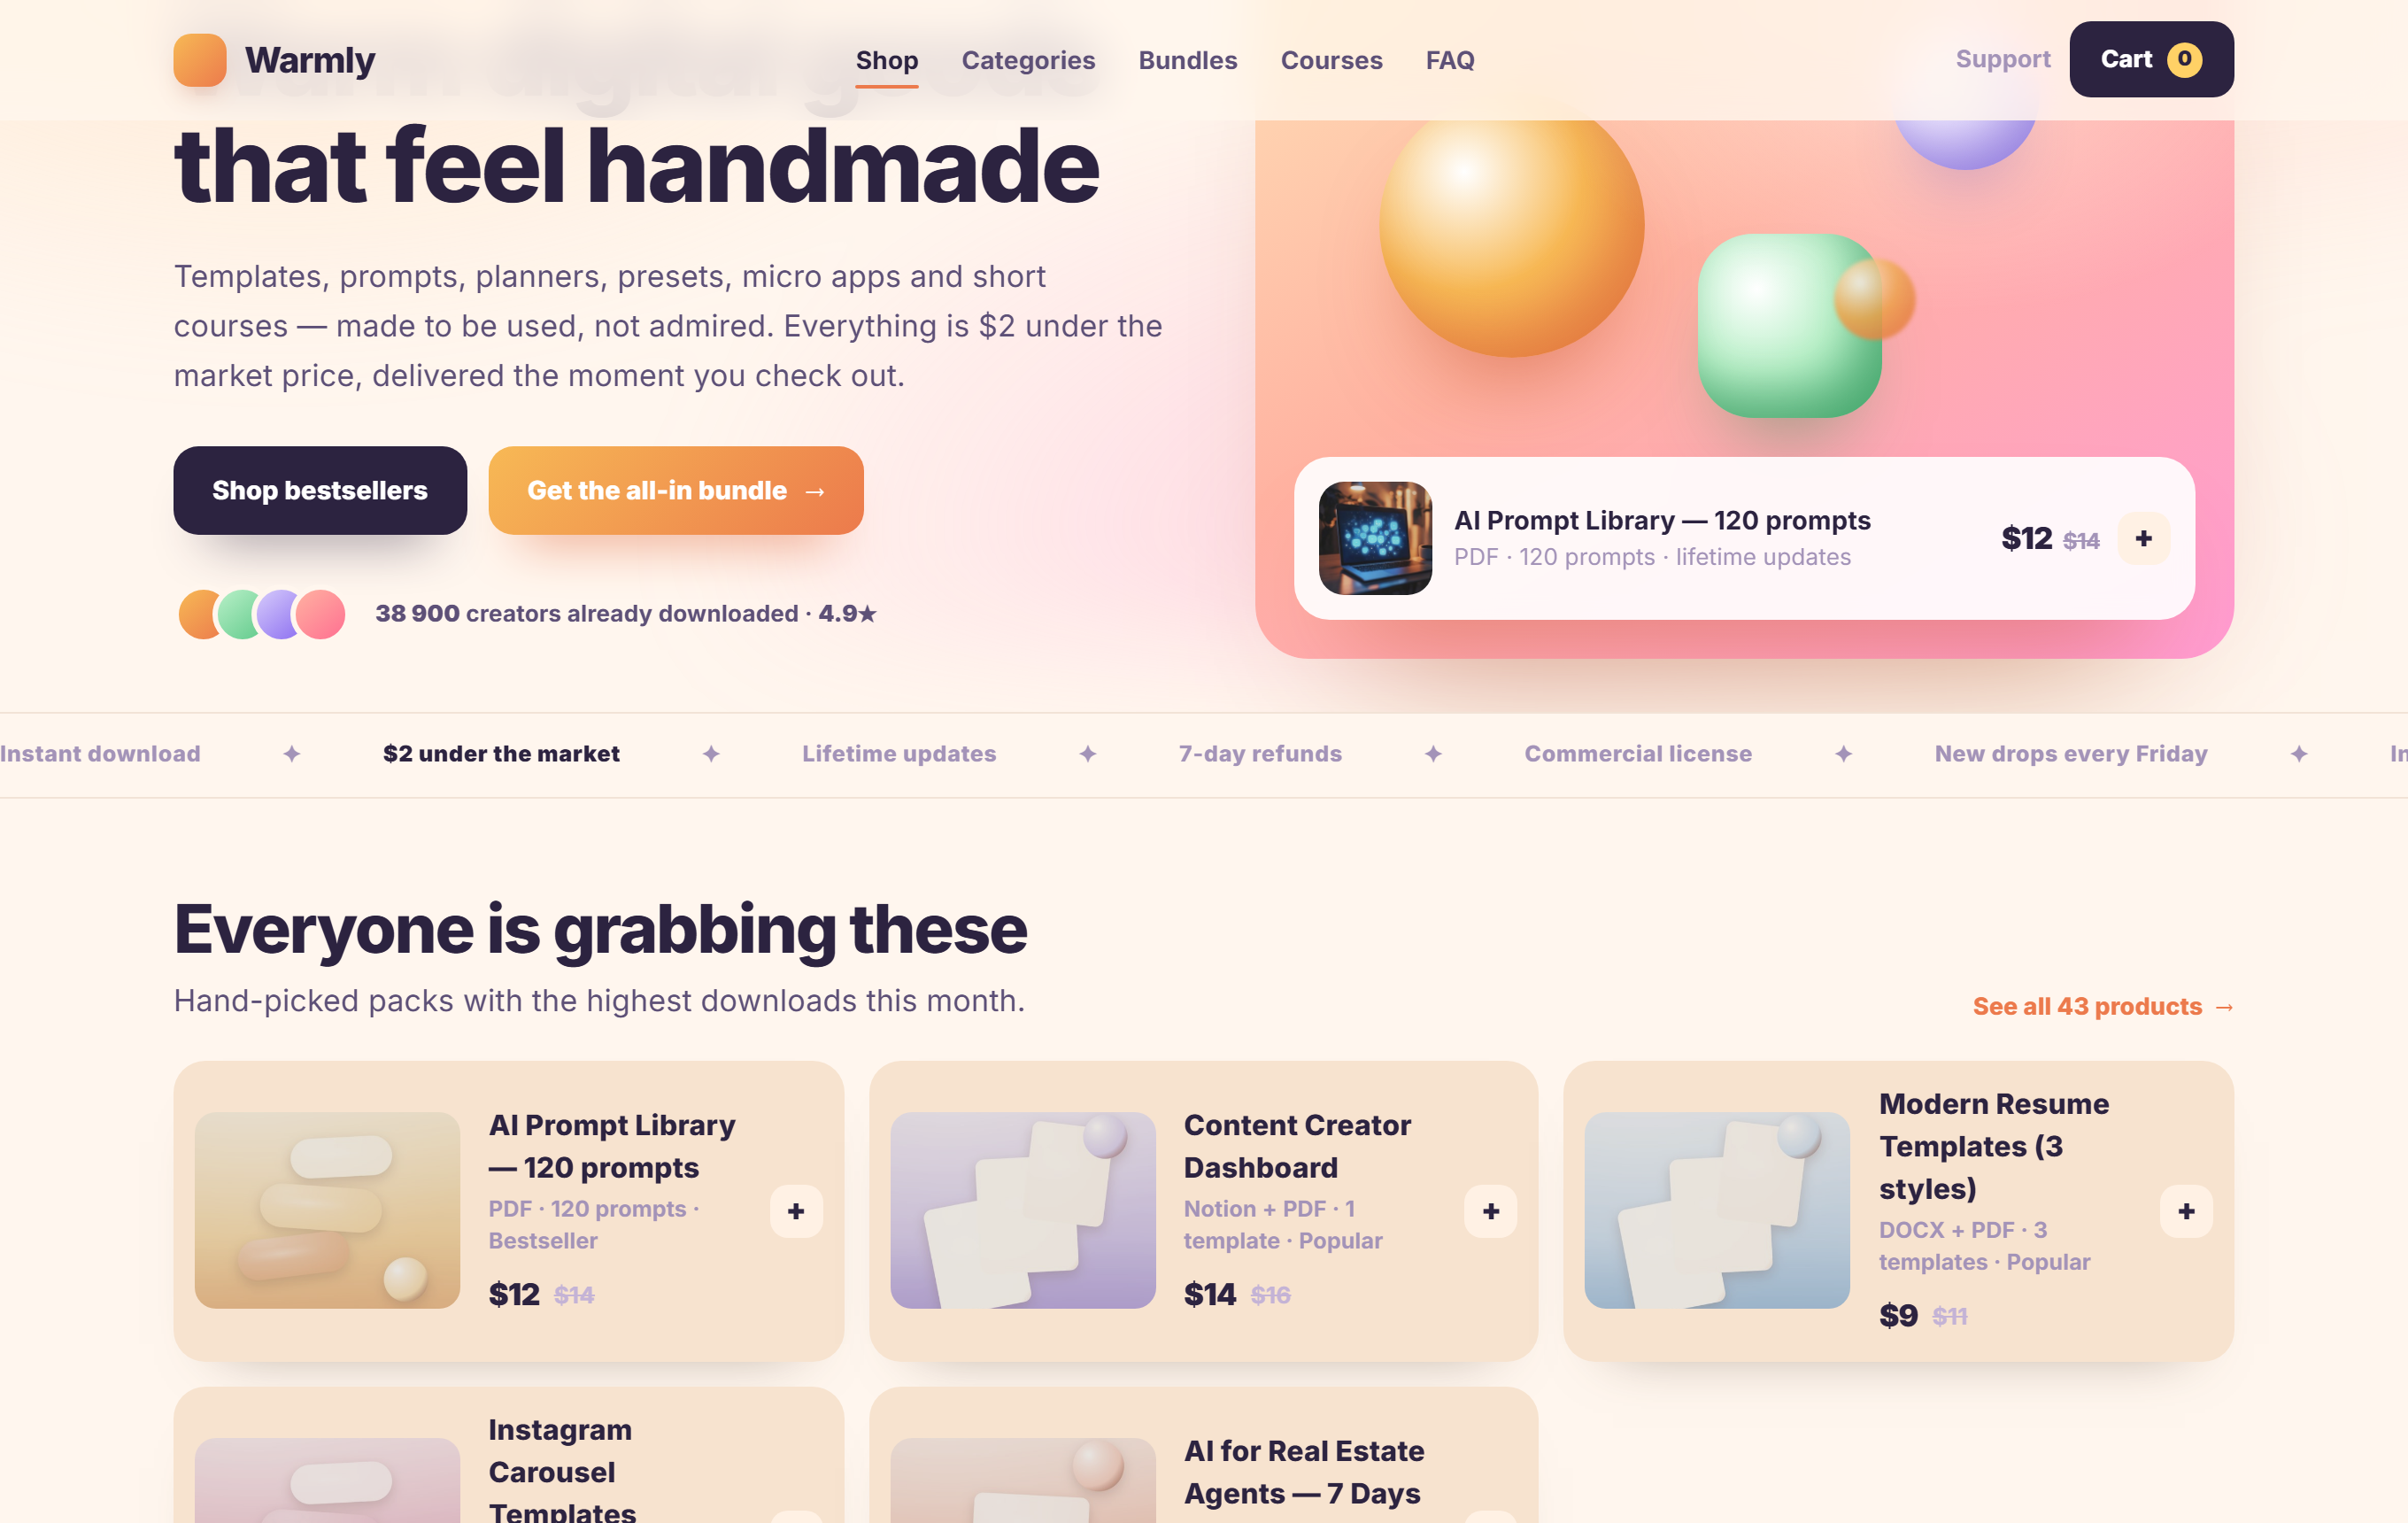 Warmly
Shop
Categories
Bundles
Courses
FAQ
Support
Cart 0
that feel handmade
Templates, prompts, planners, presets, micro apps and short
courses — made to be used, not admired. Everything is $2 under the
market price, delivered the moment you check out.
Shop bestsellers
Get the all-in bundle →
38 900 creators already downloaded · 4.9★
AI Prompt Library — 120 prompts
PDF · 120 prompts · lifetime updates
$12 $14
+
Instant download ✦ $2 under the market ✦ Lifetime updates ✦ 7-day refunds ✦ Commercial license ✦ New drops every Friday ✦
Everyone is grabbing these
Hand-picked packs with the highest downloads this month.
See all 43 products →
AI Prompt Library
— 120 prompts
PDF · 120 prompts ·
Bestseller
$12 $14
+
Content Creator
Dashboard
Notion + PDF · 1
template · Popular
$14 $16
+
Modern Resume
Templates (3
styles)
DOCX + PDF · 3
templates · Popular
$9 $11
+
Instagram
Carousel
Templates
AI for Real Estate
Agents — 7 Days